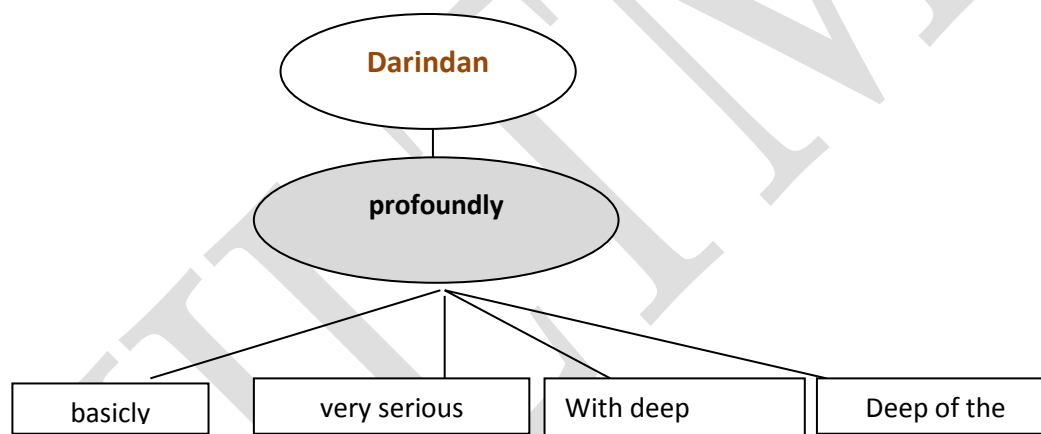 Darindan
profoundly
basicly
very serious
With deep
Deep of the